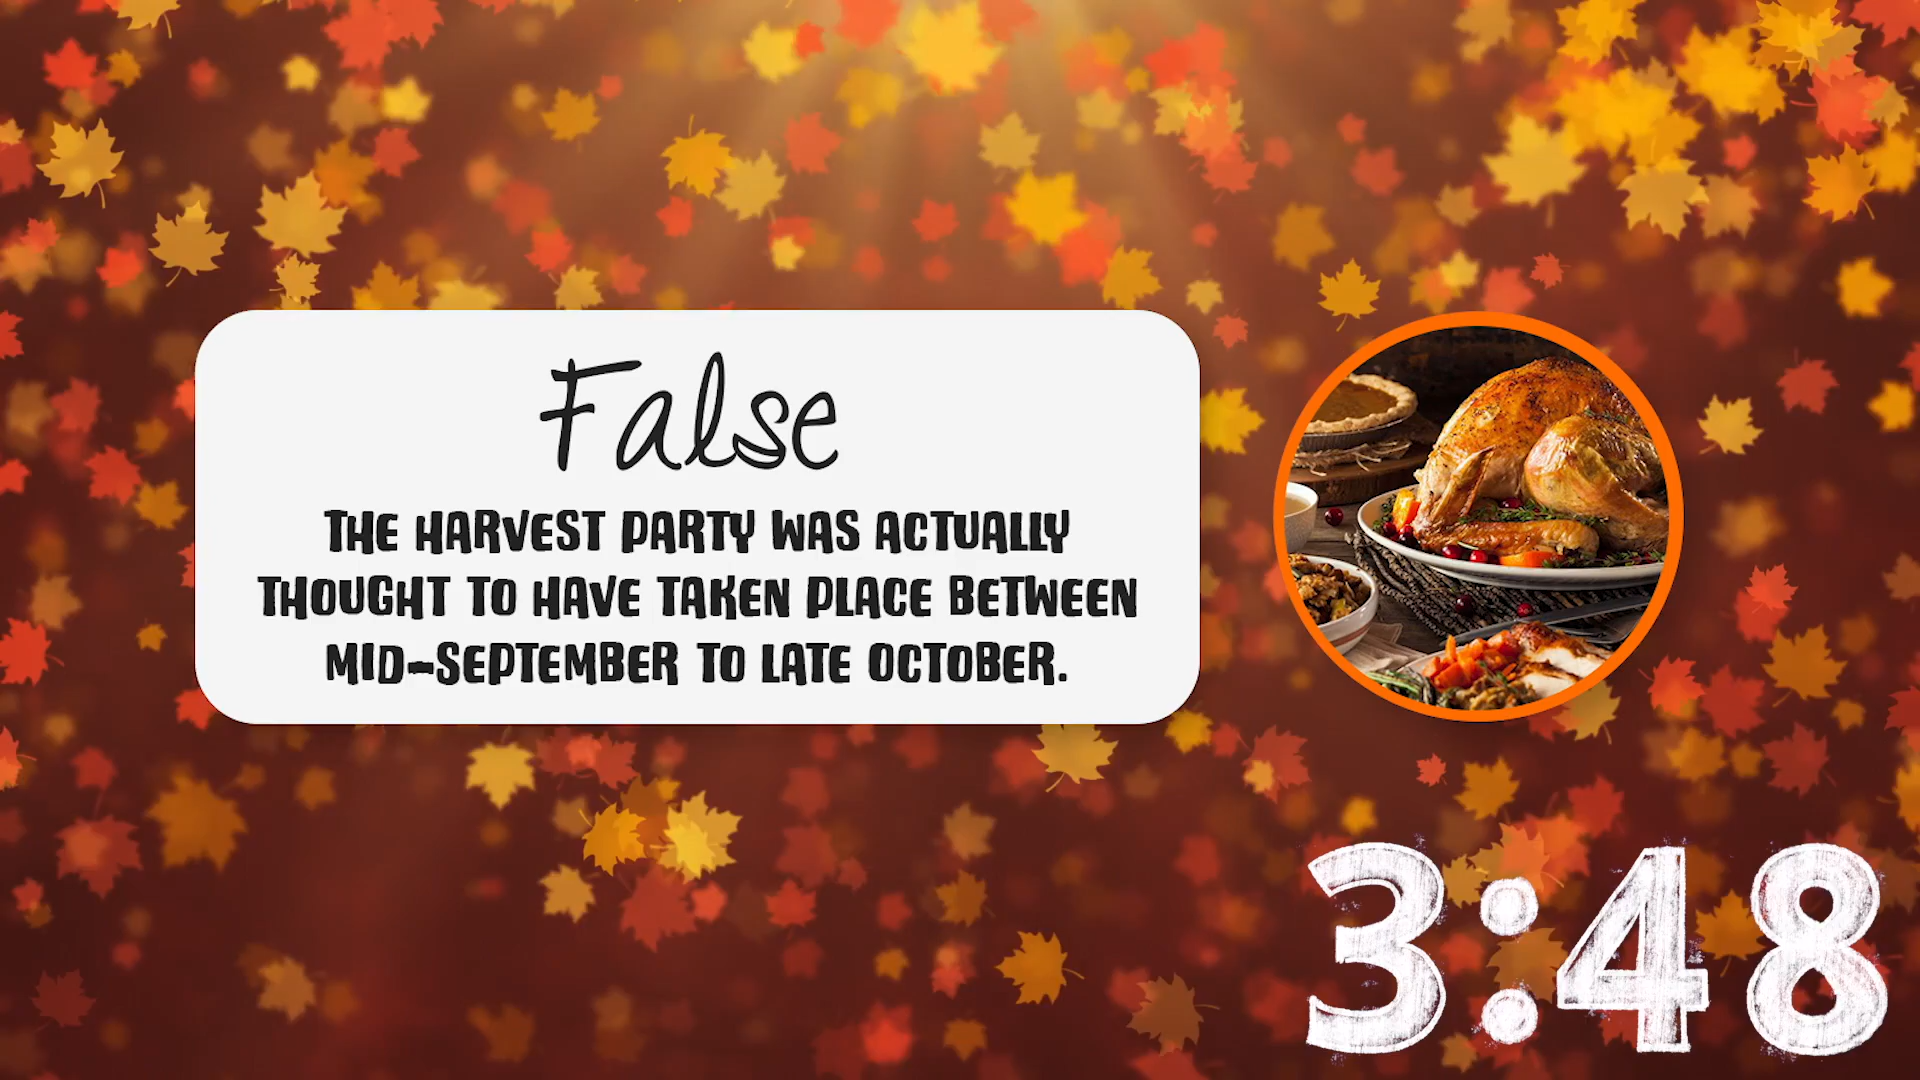 False
THE HARVEST PARTY WAS ACTUALLY
THOUGHT TO HAVE TAKEN PLACE BETWEEN
MID-SEPTEMBER TO LATE OCTOBER.
3:48